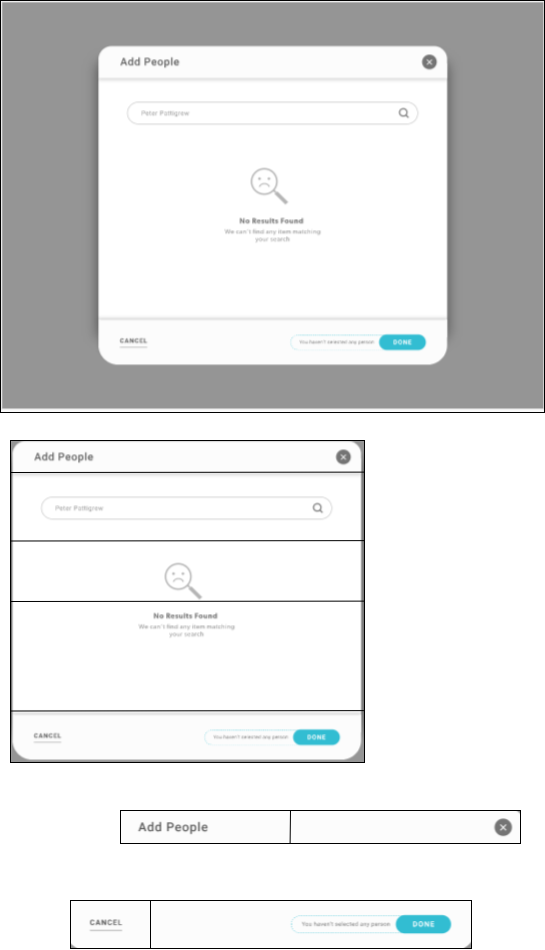 Add People
Peter Pottigrew
No Results Found
We can't find any item matching
your search
CANCEL
You haven't selected any person
DONE
Add People
Peter Pottigrew
No Results Found
We can't find any item matching
your search
CANCEL
You haven't selected any person
DONE
Add People
CANCEL
You haven't selected any person
DONE